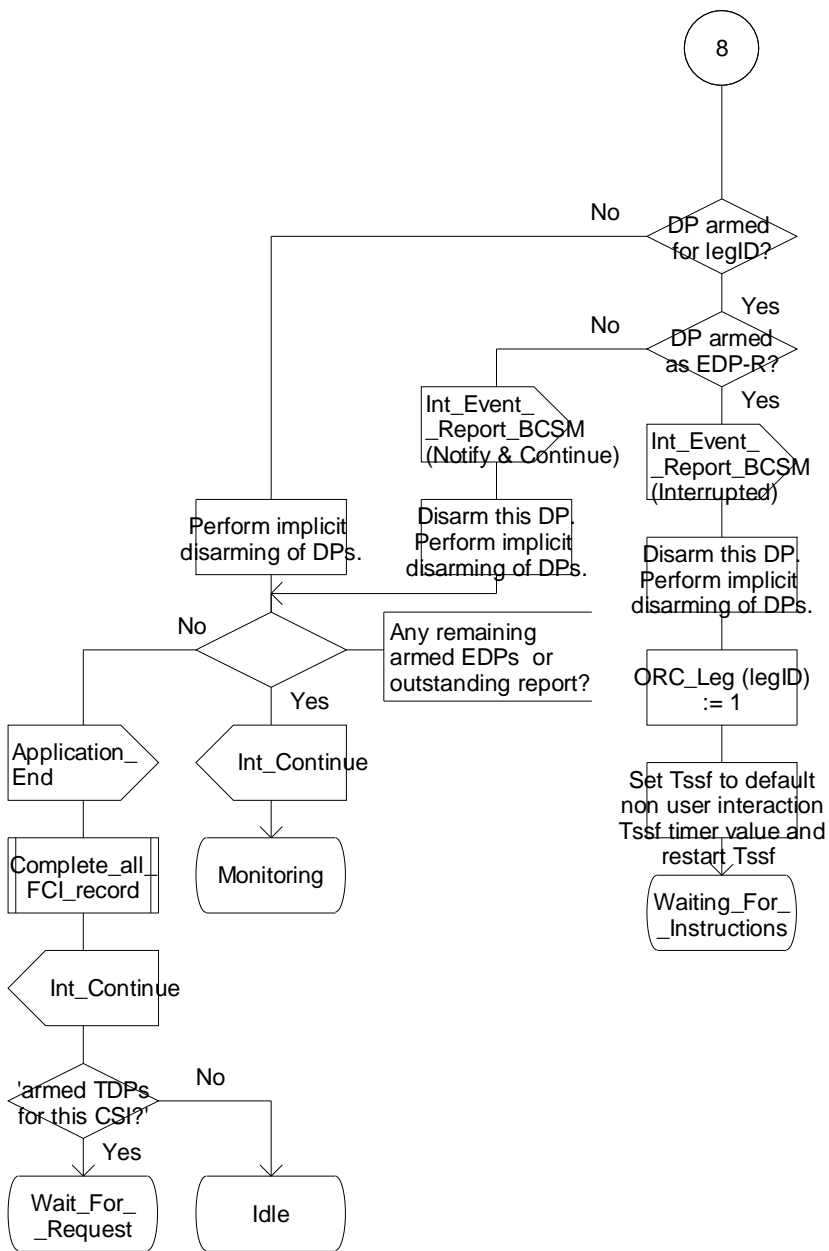 8
No
DP armed
for legID?
Yes
No
DP armed
as EDP-R?
Yes
Int_Event_
_Report_BCSM
(Notify & Continue)
Int_Event_
_Report_BCSM
(Interrupted)
Perform implicit
disarming of DPs.
Disarm this DP.
Perform implicit
disarming of DPs.
Disarm this DP.
Perform implicit
disarming of DPs.
No
Any remaining
armed EDPs or
outstanding report?
Yes
ORC_Leg (legID)
:= 1
Application_
End
Int_Continue
Set Tssf to default
non user interaction
Tssf timer value and
restart Tssf
Complete_all_
FCI_record
Monitoring
Waiting_For_
_Instructions
Int_Continue
'armed TDPs
for this CSI?'
No
Yes
Wait_For_
_Request
Idle